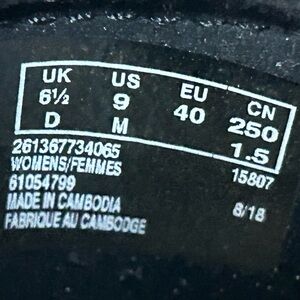 UK US EU CN
6½ 9 40 250
D M 1.5
261367734065 15807
WOMENS/FEMMES
61054799 8/18
MADE IN CAMBODIA
FABRIQUE AU CAMBODGE